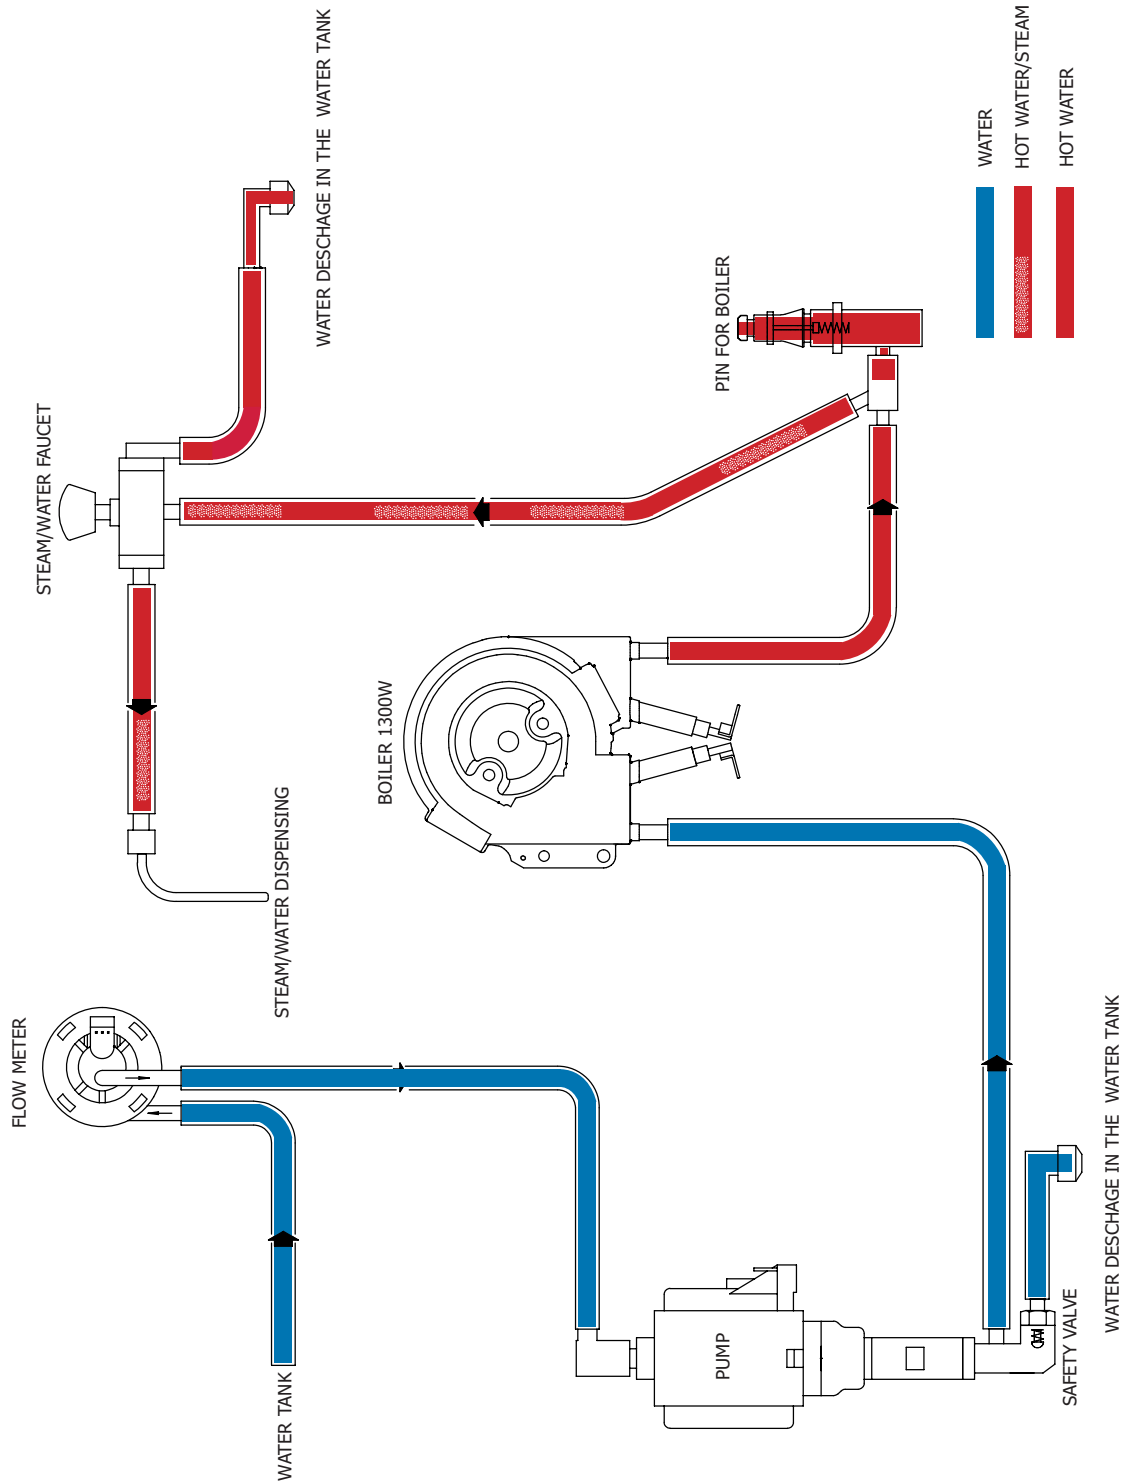 WATER TANK
FLOW METER
PUMP
SAFETY VALVE
WATER DESCHAGE IN THE WATER TANK
STEAM/WATER DISPENSING
BOILER 1300W
STEAM/WATER FAUCET
WATER DESCHAGE IN THE WATER TANK
PIN FOR BOILER
WATER
HOT WATER/STEAM
HOT WATER